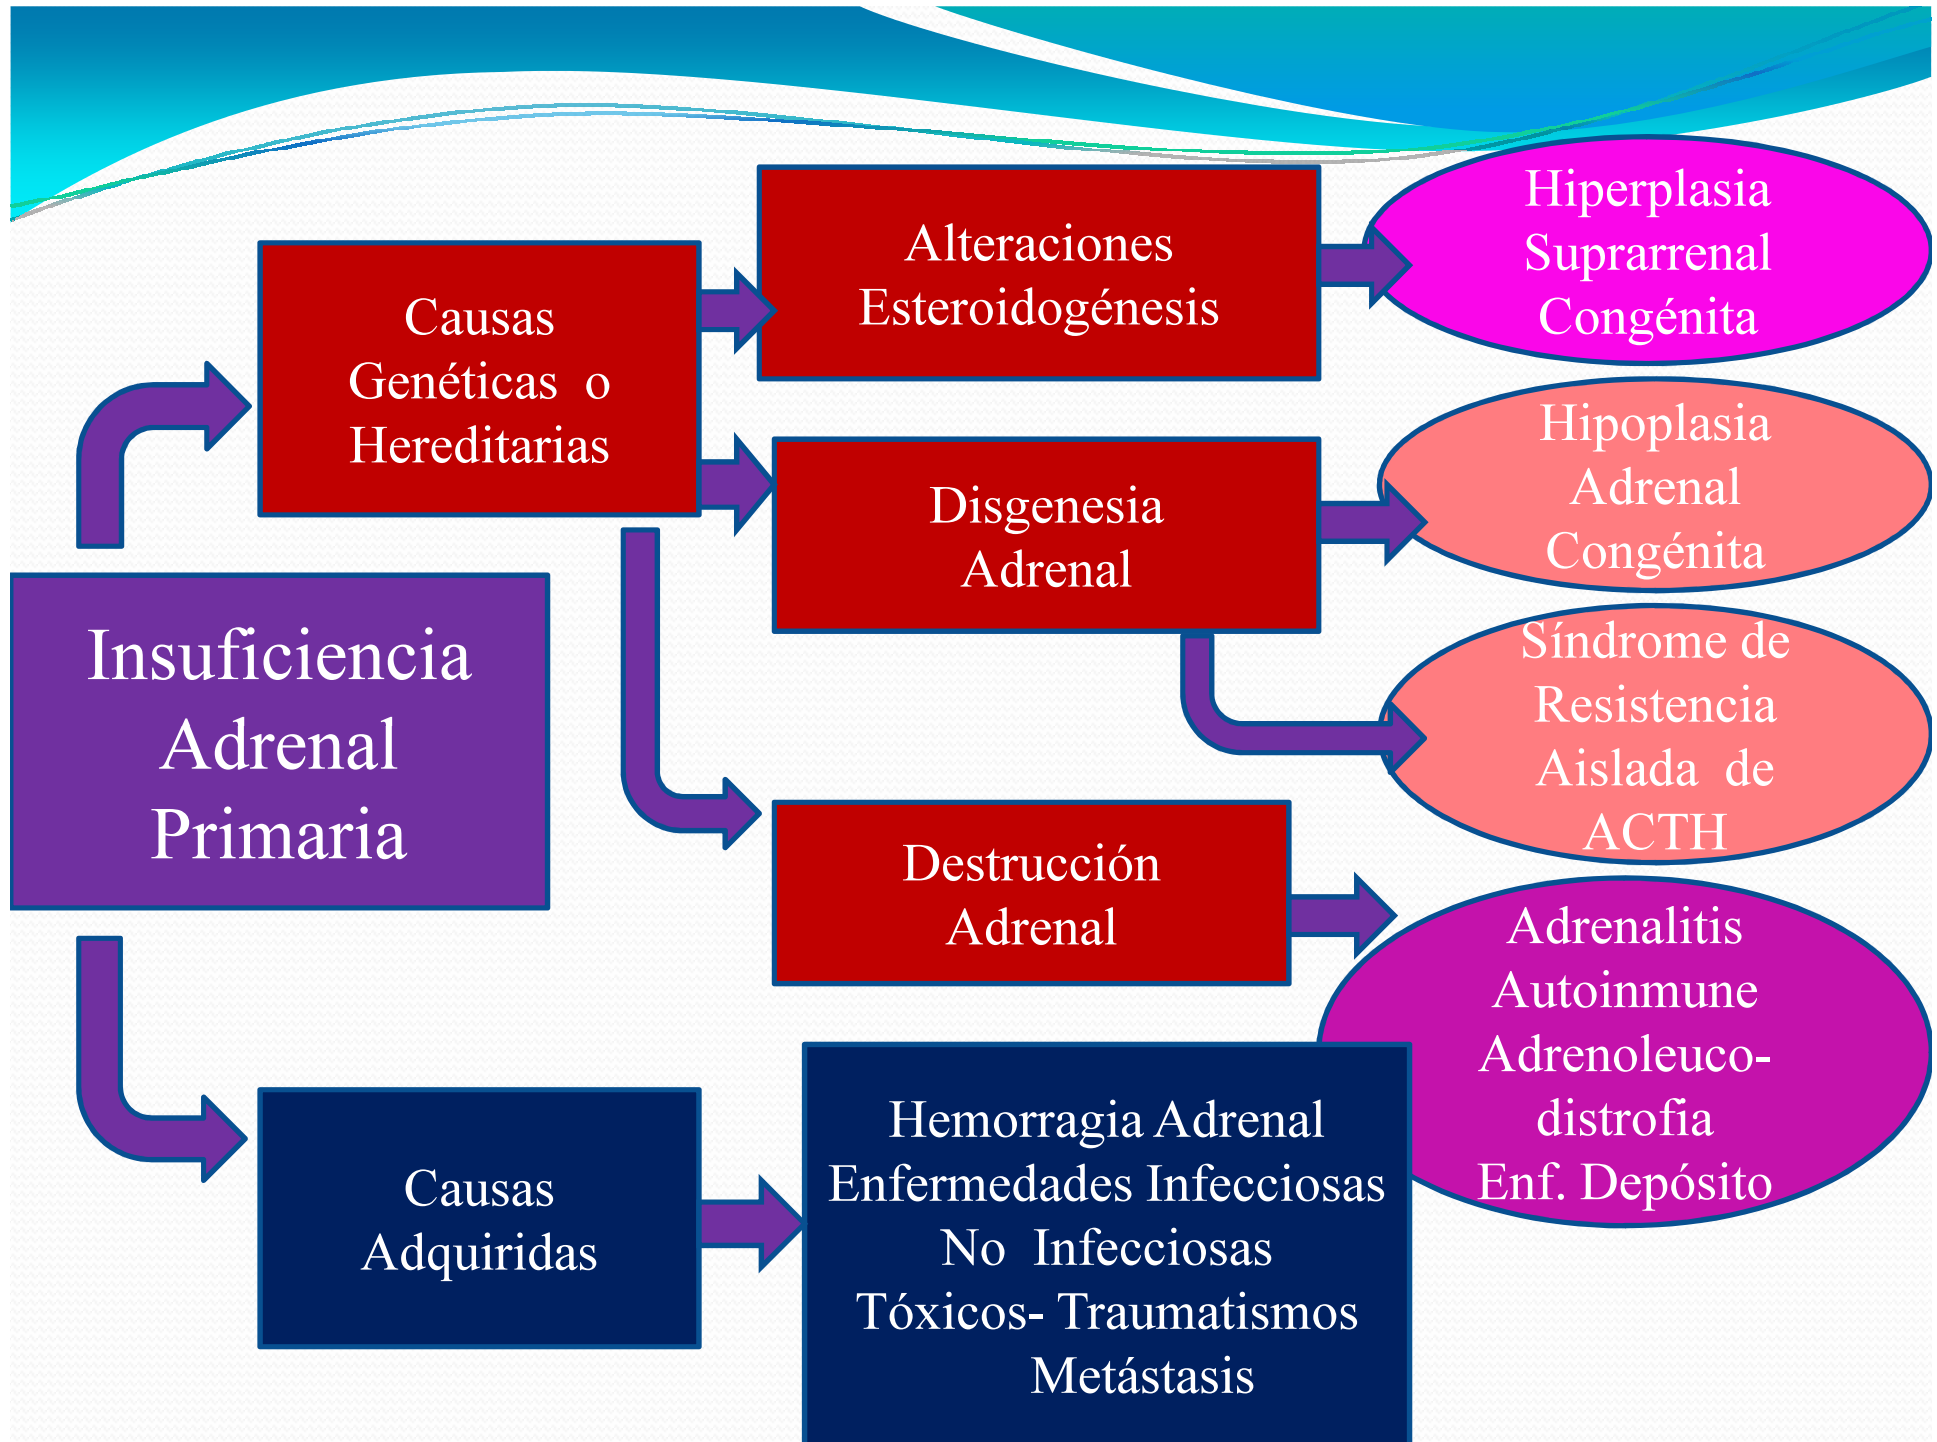 Insuficiencia
Adrenal
Primaria
Causas
Genéticas o
Hereditarias
Alteraciones
Esteroidogénesis
Hiperplasia
Suprarrenal
Congénita
Disgenesia
Adrenal
Hipoplasia
Adrenal
Congénita
Síndrome de
Resistencia
Aislada de
ACTH
Destrucción
Adrenal
Adrenalitis
Autoinmune
Adrenoleuco-
distrofia
Enf. Depósito
Causas
Adquiridas
Hemorragia Adrenal
Enfermedades Infecciosas
No Infecciosas
Tóxicos- Traumatismos
Metástasis